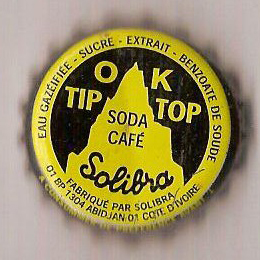 EAU GAZÉIFIÉE - SUCRE - EXTRAIT - BENZOATE DE SOUDE
O K
TIP TOP
SODA
CAFÉ
Solibra
FABRIQUÉ PAR SOLIBRA
01 BP 1304 ABIDJAN 01 COTE D'IVOIRE